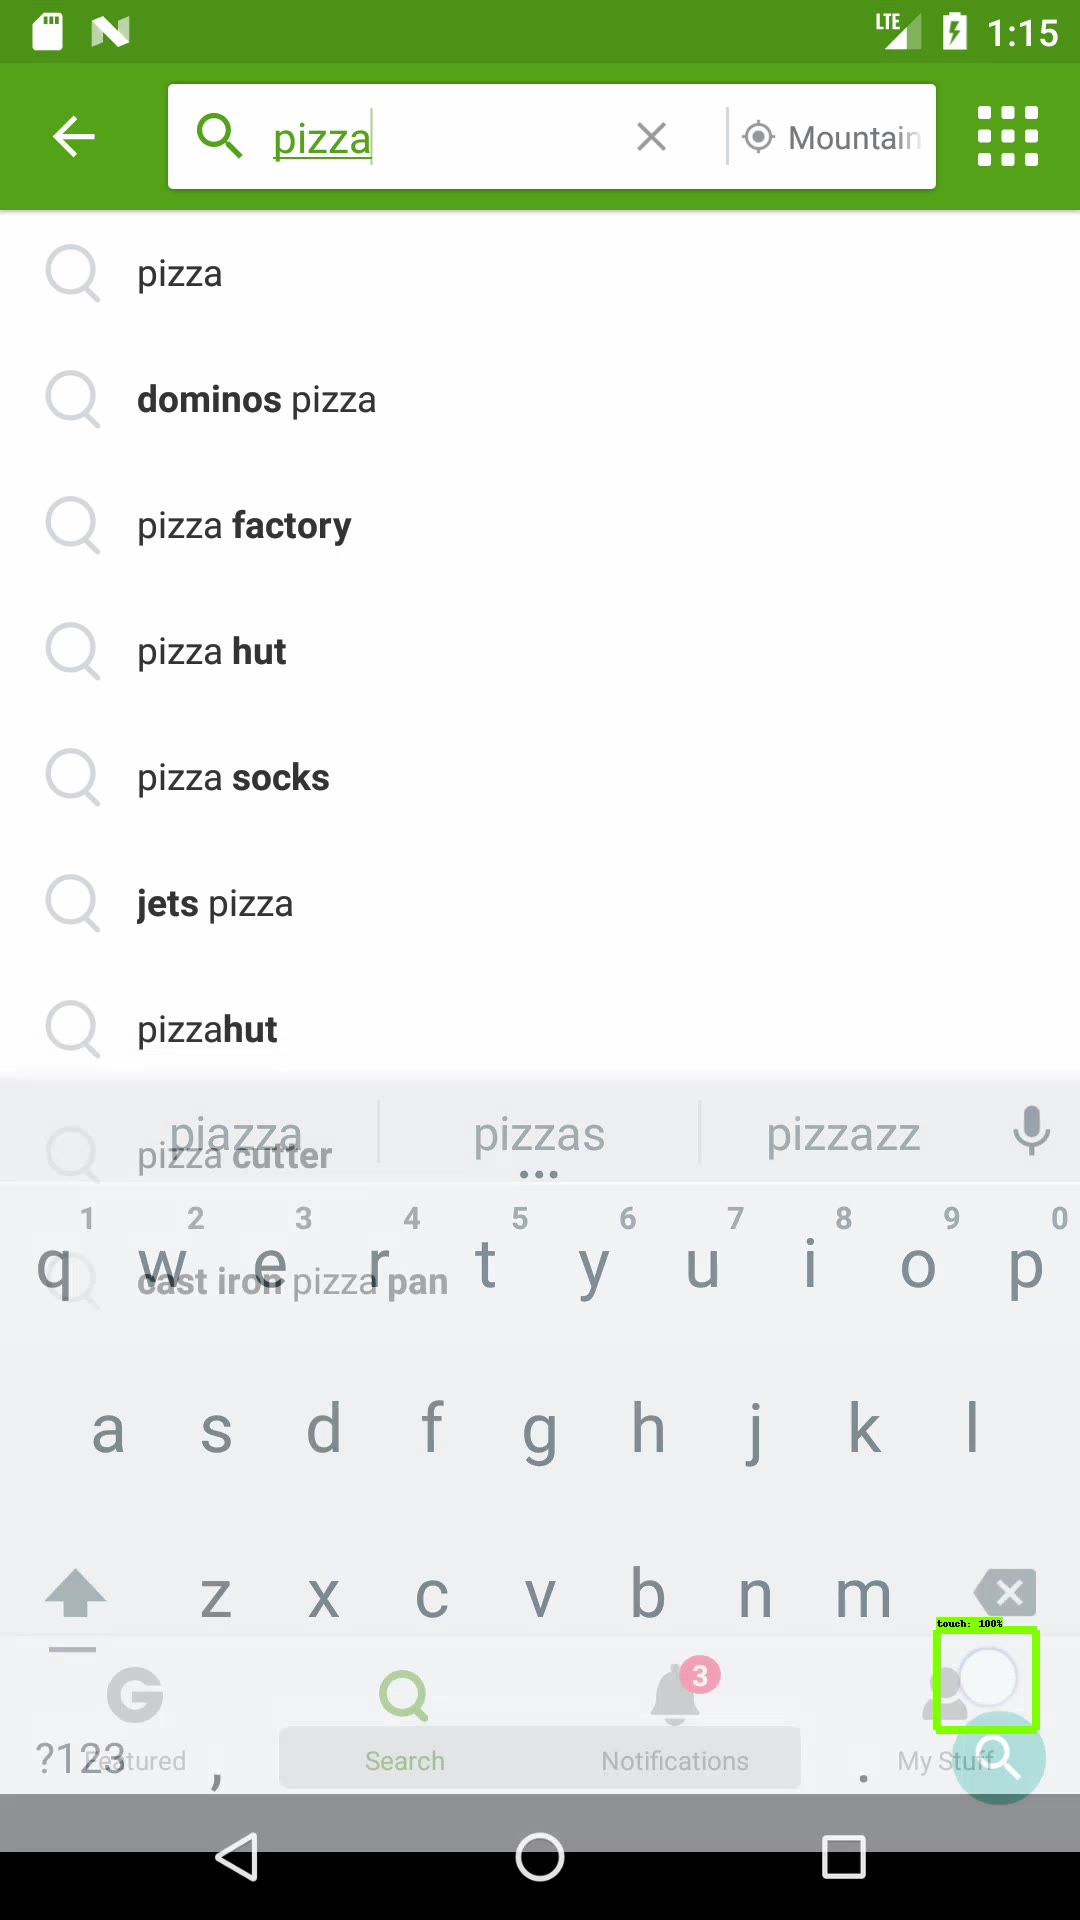 LTE 1:15
pizza Mountain
pizza
dominos pizza
pizza factory
pizza hut
pizza socks
jets pizza
pizzahut
piazza pizzas pizzazz
pizza cutter
1 2 3 4 5 6 7 8 9 0
q w e r t y u i o p
cast iron pizza pan
a s d f g h j k l
z x c v b n m
touch: 100%
3
?123 , .
Featured Search Notifications My Stuff